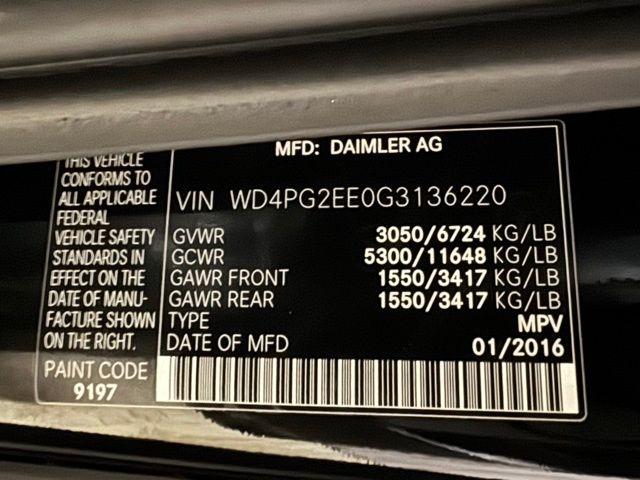 MFD: DAIMLER AG
THIS VEHICLE
CONFORMS TO
ALL APPLICABLE
FEDERAL
VEHICLE SAFETY
STANDARDS IN
EFFECT ON THE
DATE OF MANU-
FACTURE SHOWN
ON THE RIGHT.
PAINT CODE
9197
VIN WD4PG2EE0G3136220
GVWR 3050/6724 KG/LB
GCWR 5300/11648 KG/LB
GAWR FRONT 1550/3417 KG/LB
GAWR REAR 1550/3417 KG/LB
TYPE MPV
DATE OF MFD 01/2016